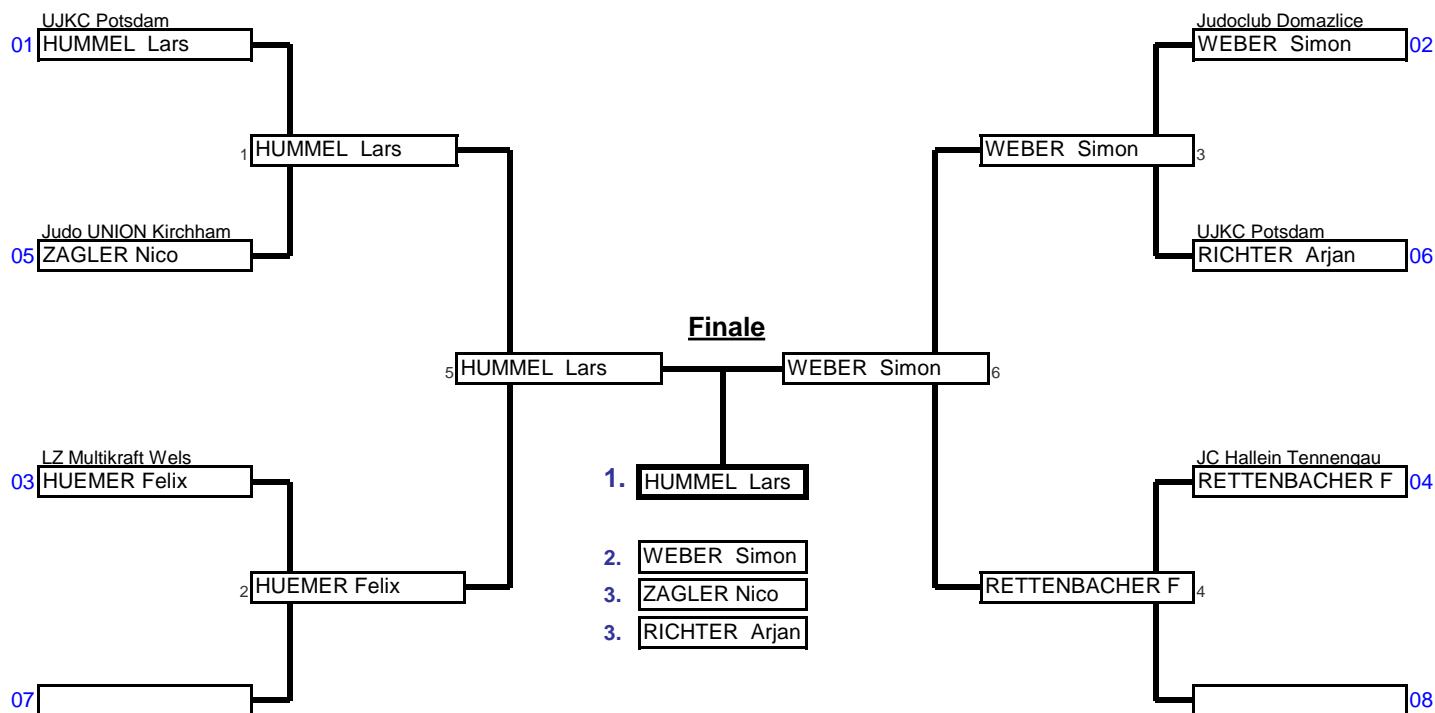 UJKC Potsdam
01 HUMMEL Lars
1 HUMMEL Lars
Judo UNION Kirchham
05 ZAGLER Nico
5 HUMMEL Lars
LZ Multikraft Wels
03 HUEMER Felix
2 HUEMER Felix
07
Finale
1. HUMMEL Lars
2. WEBER Simon
3. ZAGLER Nico
3. RICHTER Arjan
Judoclub Domazlice
WEBER Simon 02
WEBER Simon 3
UJKC Potsdam
RICHTER Arjan 06
WEBER Simon 6
JC Hallein Tennengau
RETTENBACHER F 04
RETTENBACHER F 4
08